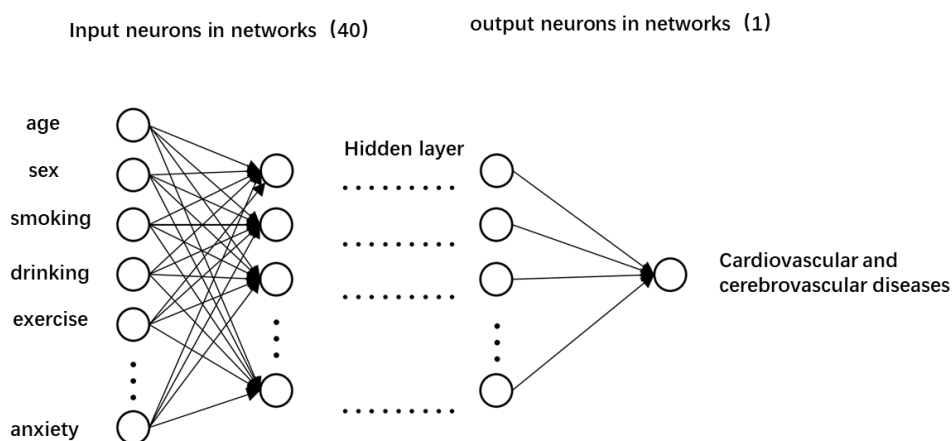 Input neurons in networks（40）
output neurons in networks（1）
age
sex
smoking
drinking
exercise
anxiety
Hidden layer
Cardiovascular and
cerebrovascular diseases